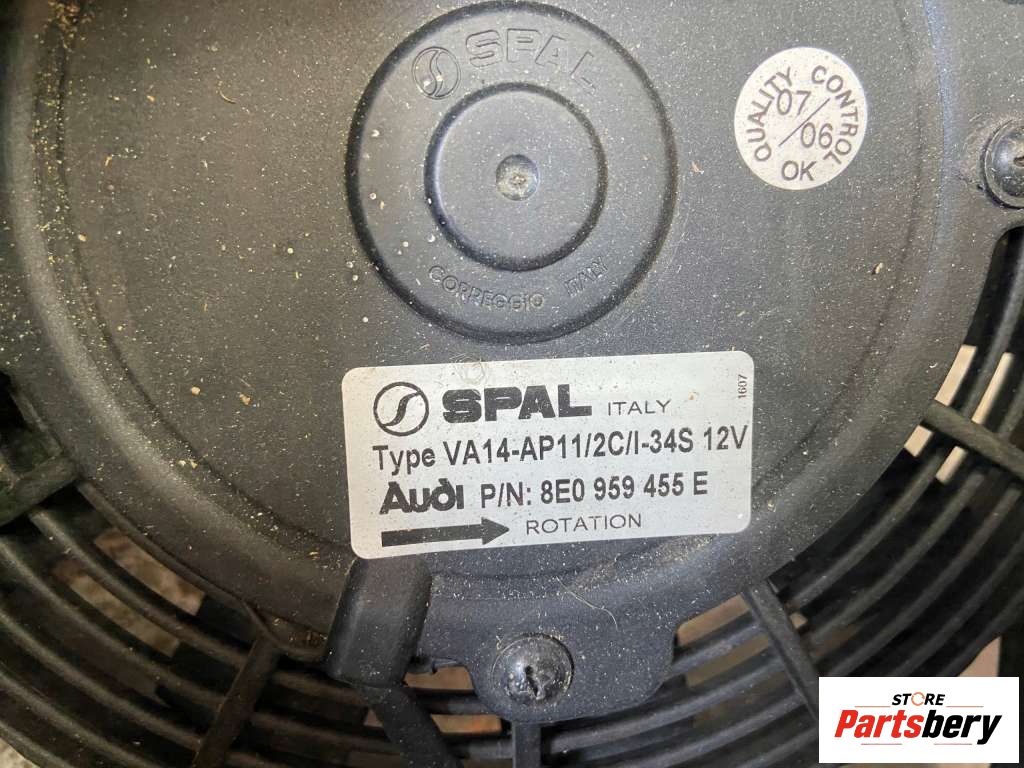 SPAL
CORREGGIO ITALY
QUALITY CONTROL
07/06
OK
SPAL ITALY
1607
Type VA14-AP11/2C/I-34S 12V
Audi P/N: 8E0 959 455 E
ROTATION
STORE
Partsbery